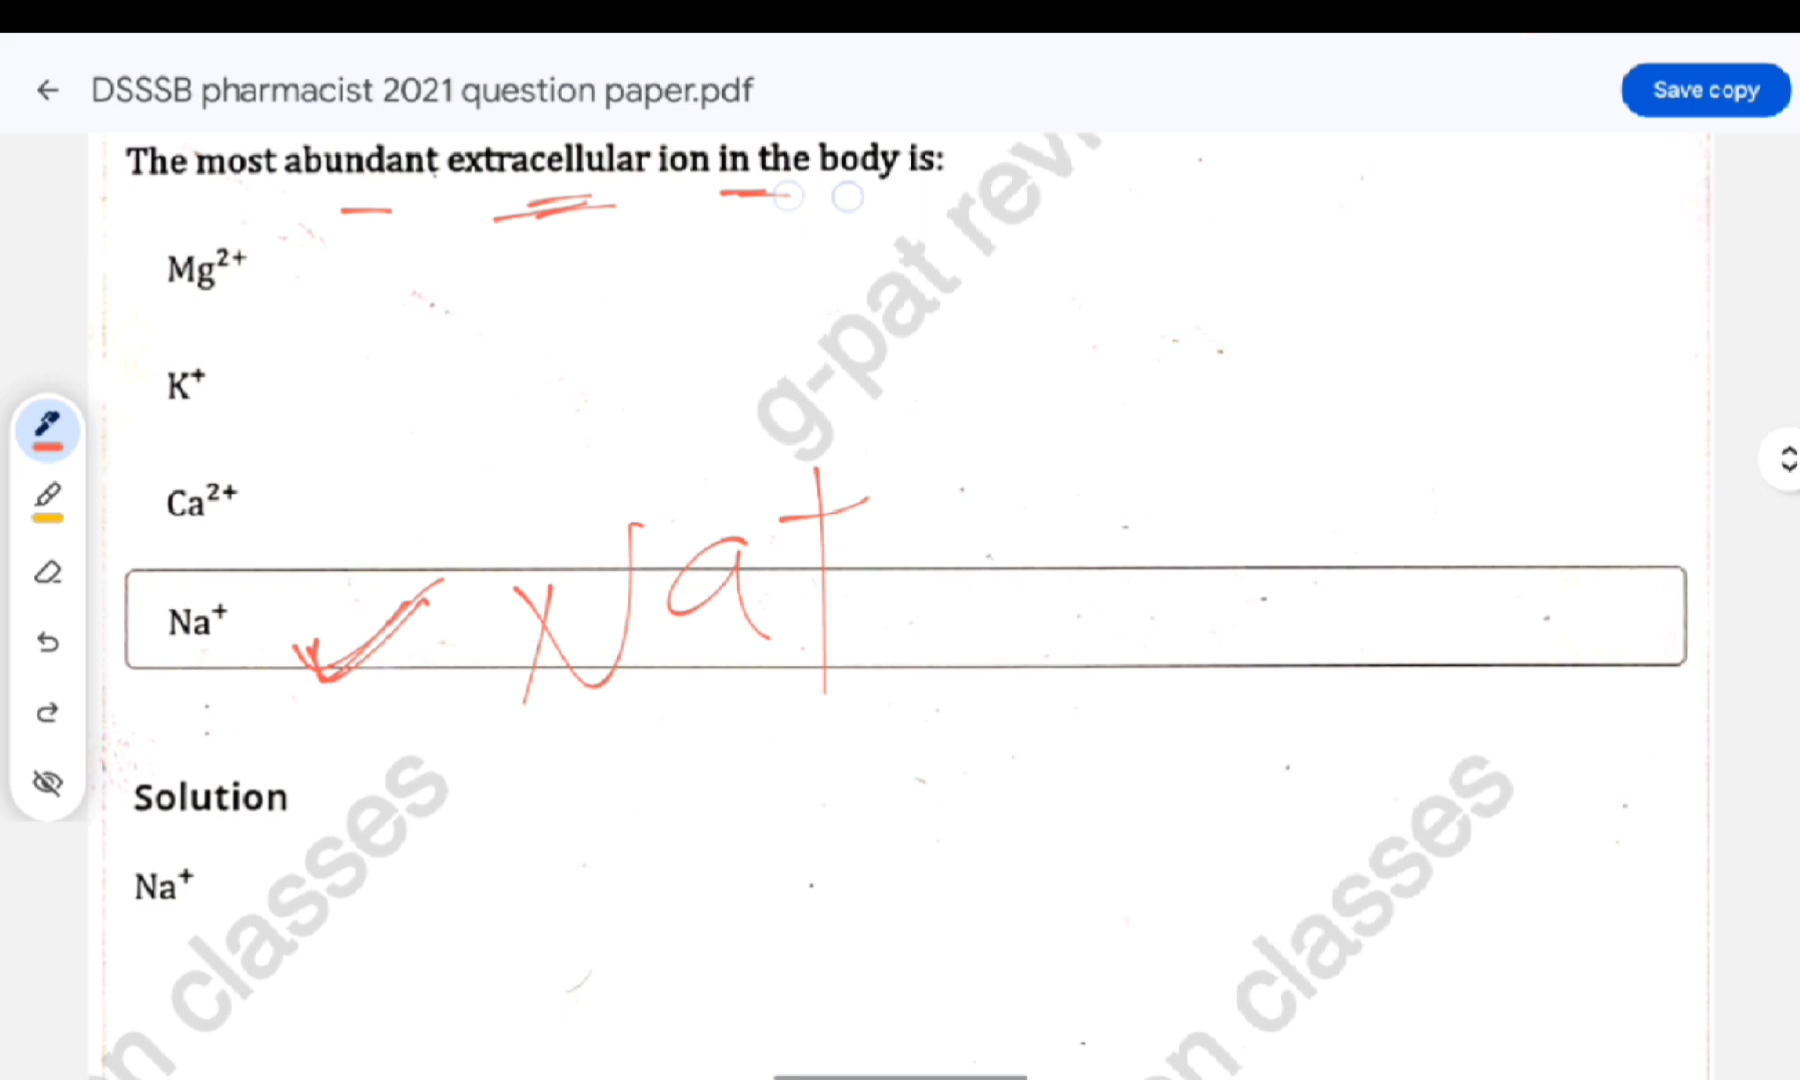 DSSSB pharmacist 2021 question paper.pdf
Save copy
The most abundant extracellular ion in the body is:
Mg²⁺
K⁺
Ca²⁺
Na⁺
Na⁺
Solution
Na⁺
g-pat rev
n classes
n classes